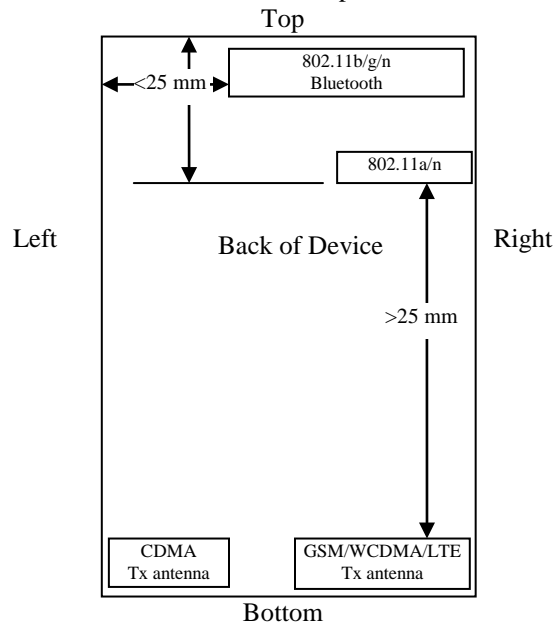 Top
802.11b/g/n
Bluetooth
<25 mm
802.11a/n
Left
Back of Device
Right
>25 mm
CDMA
Tx antenna
GSM/WCDMA/LTE
Tx antenna
Bottom